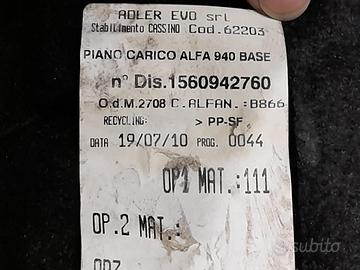 ADLER EVO srl
Stabilimento CASSINO Cod.62203
PIANO CARICO ALFA 940 BASE
n° Dis.1560942760
O.d.M.2708 C.ALFAN.:B866
RECYCLING: > PP-SF
DATA 19/07/10 PROG. 0044
OP1 MAT.:111
OP.2 MAT.:
OPZ
subito